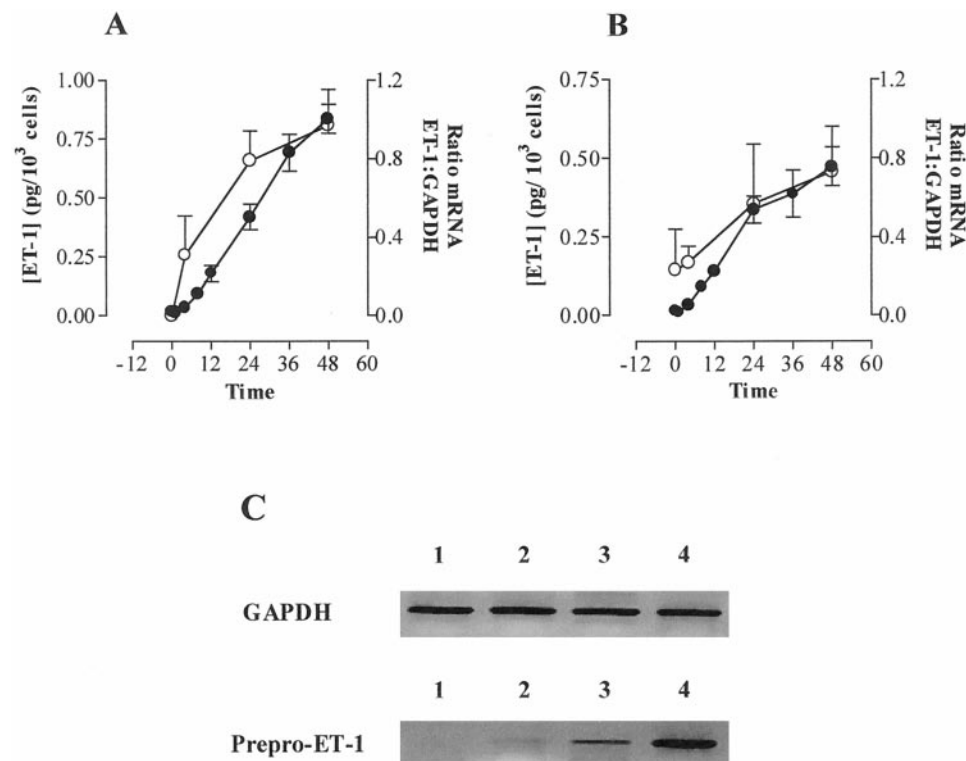 A
[ET-1] (pg/10³ cells)
1.00
0.75
0.50
0.25
0.00
1.2
0.8
0.4
0.0
Ratio mRNA
ET-1:GAPDH
-12 0 12 24 36 48 60
Time
B
[ET-1] (pg/ 10³ cells)
0.75
0.50
0.25
0.00
1.2
0.8
0.4
0.0
Ratio mRNA
ET-1:GAPDH
-12 0 12 24 36 48 60
Time
C
1 2 3 4
GAPDH
1 2 3 4
Prepro-ET-1